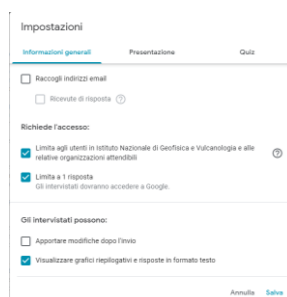 Impostazioni
Informazioni generali Presentazione Quiz
Raccogli indirizzi email
Ricevute di risposta
Richiede l'accesso:
Limita agli utenti in Istituto Nazionale di Geofisica e Vulcanologia e alle
relative organizzazioni attendibili
Limita a 1 risposta
Gli intervistati dovranno accedere a Google.
Gli intervistati possono:
Apportare modifiche dopo l'invio
Visualizzare grafici riepilogativi e risposte in formato testo
Annulla Salva